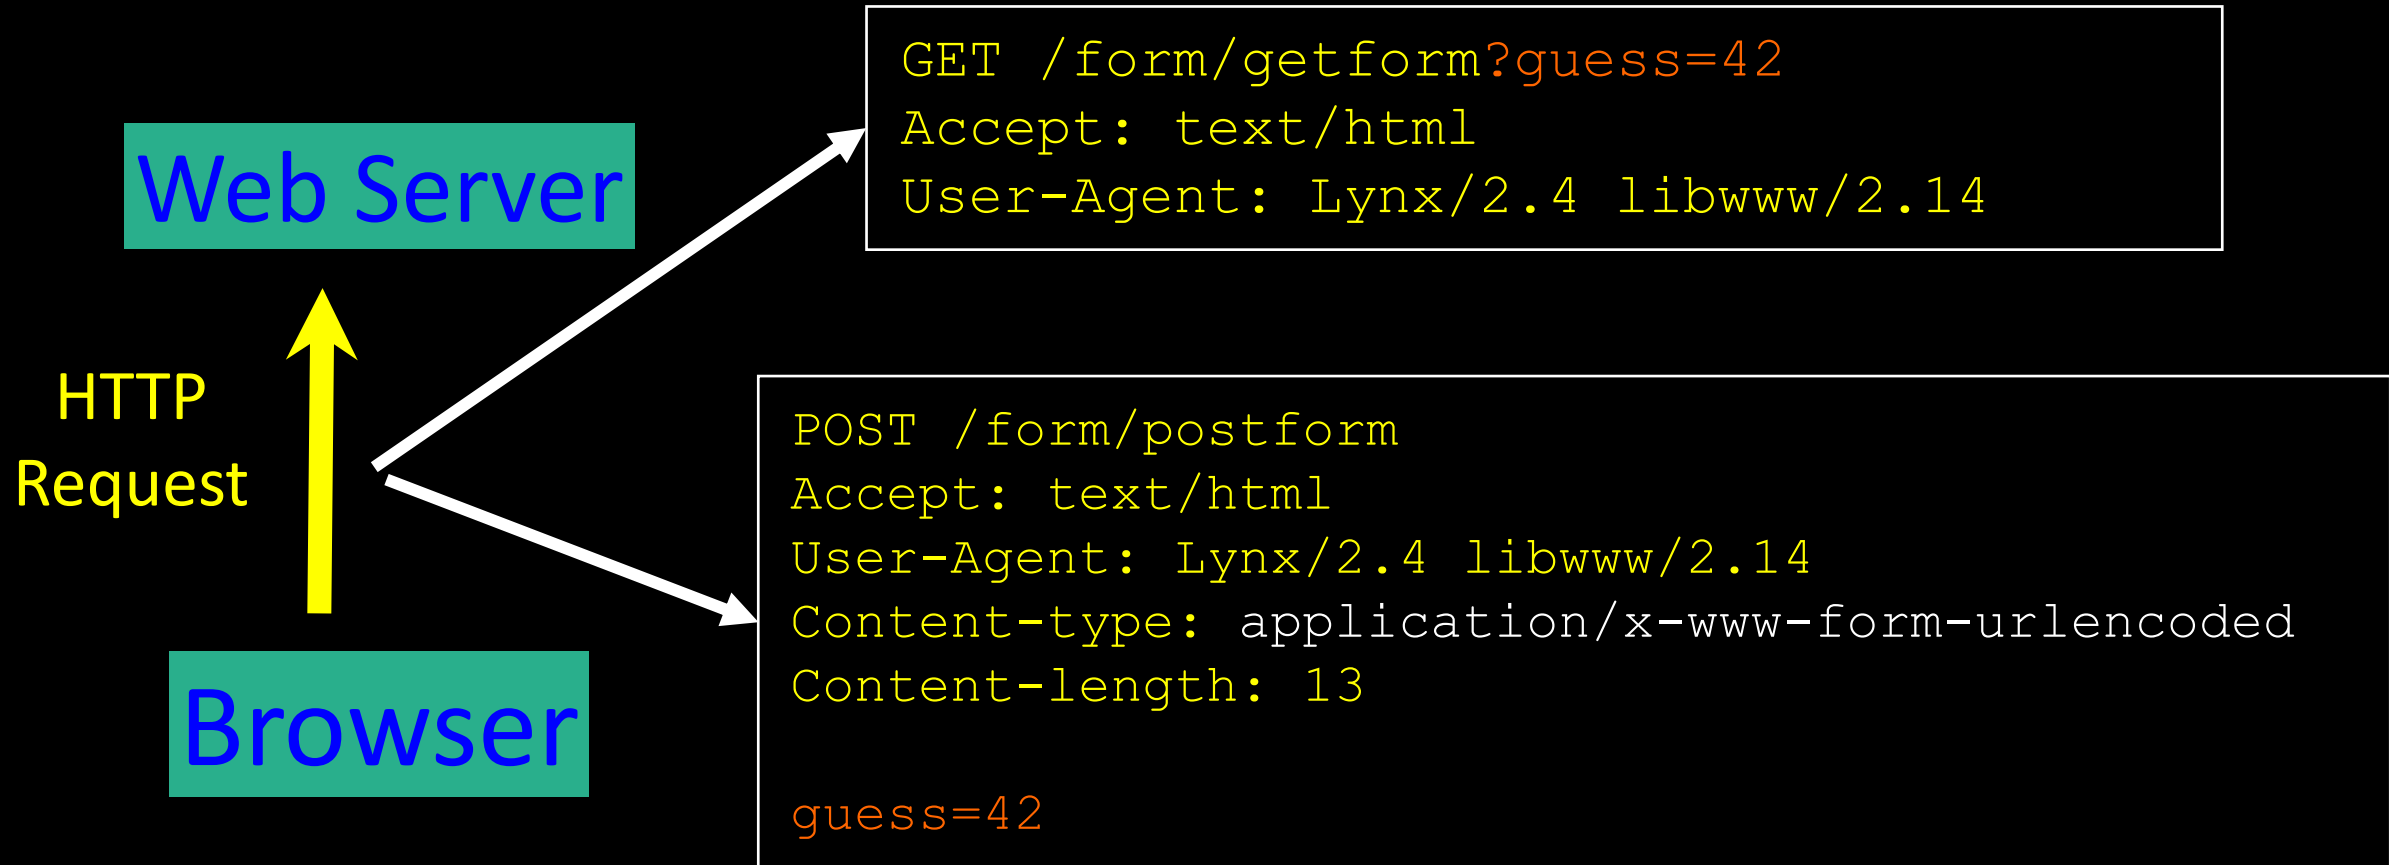 Web Server
HTTP
Request
Browser
GET /form/getform?guess=42
Accept: text/html
User-Agent: Lynx/2.4 libwww/2.14
POST /form/postform
Accept: text/html
User-Agent: Lynx/2.4 libwww/2.14
Content-type: application/x-www-form-urlencoded
Content-length: 13
guess=42